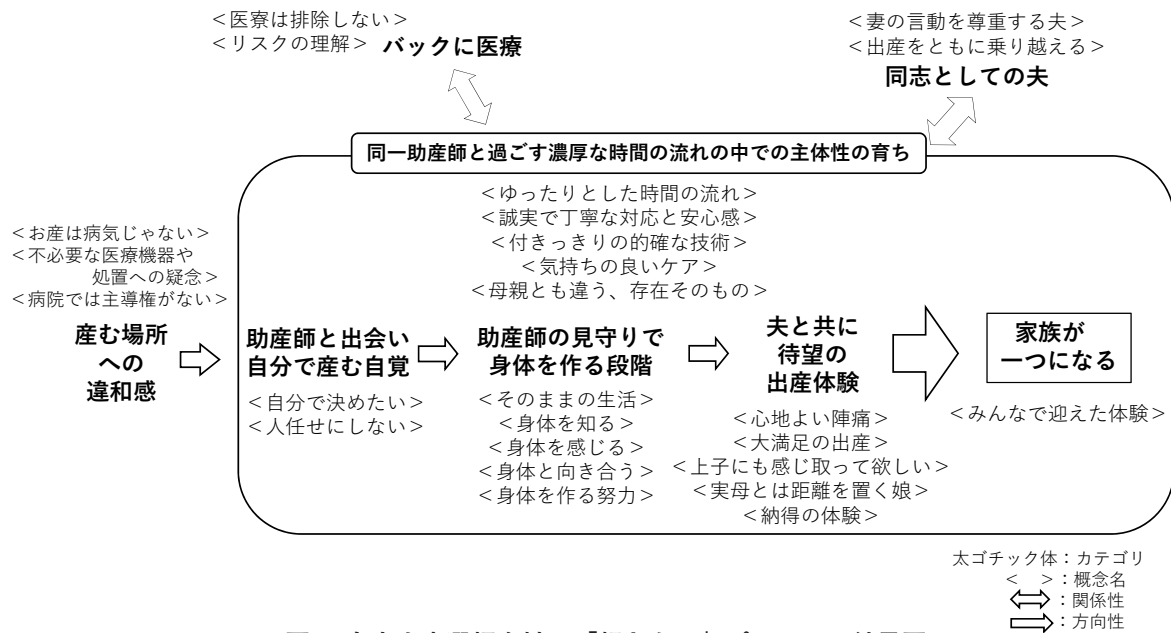 ＜医寮は排除しない＞
＜リスクの理解＞ バックに医療
＜妻の言動を尊重する夫＞
＜出産をともに乗り越える＞
同志としての夫
同一助産師と過ごす濃厚な時間の流れの中での主体性の育ち
＜ゆったりとした時間の流れ＞
＜誠実で丁寧な対応と安心感＞
＜付きっきりの的確な技術＞
＜気持ちの良いケア＞
＜母親とも違う、存在そのもの＞
＜お産は病気じゃない＞
＜不必要な医療機器や
処置への疑念＞
＜病院では主導権がない＞
産む場所
への
違和感
助産師と出会い
自分で産む自覚
＜自分で決めたい＞
＜人任せにしない＞
助産師の見守りで
身体を作る段階
＜そのままの生活＞
＜身体を知る＞
＜身体を感じる＞
＜身体と向き合う＞
＜身体を作る努力＞
夫と共に
待望の
出産体験
＜心地よい陣痛＞
＜大満足の出産＞
＜上子にも感じ取って欲しい＞
＜実母とは距離を置く娘＞
＜納得の体験＞
家族が
一つになる
＜みんなで迎えた体験＞
太ゴチック体：カテゴリ
＜　＞：概念名
：関係性
：方向性